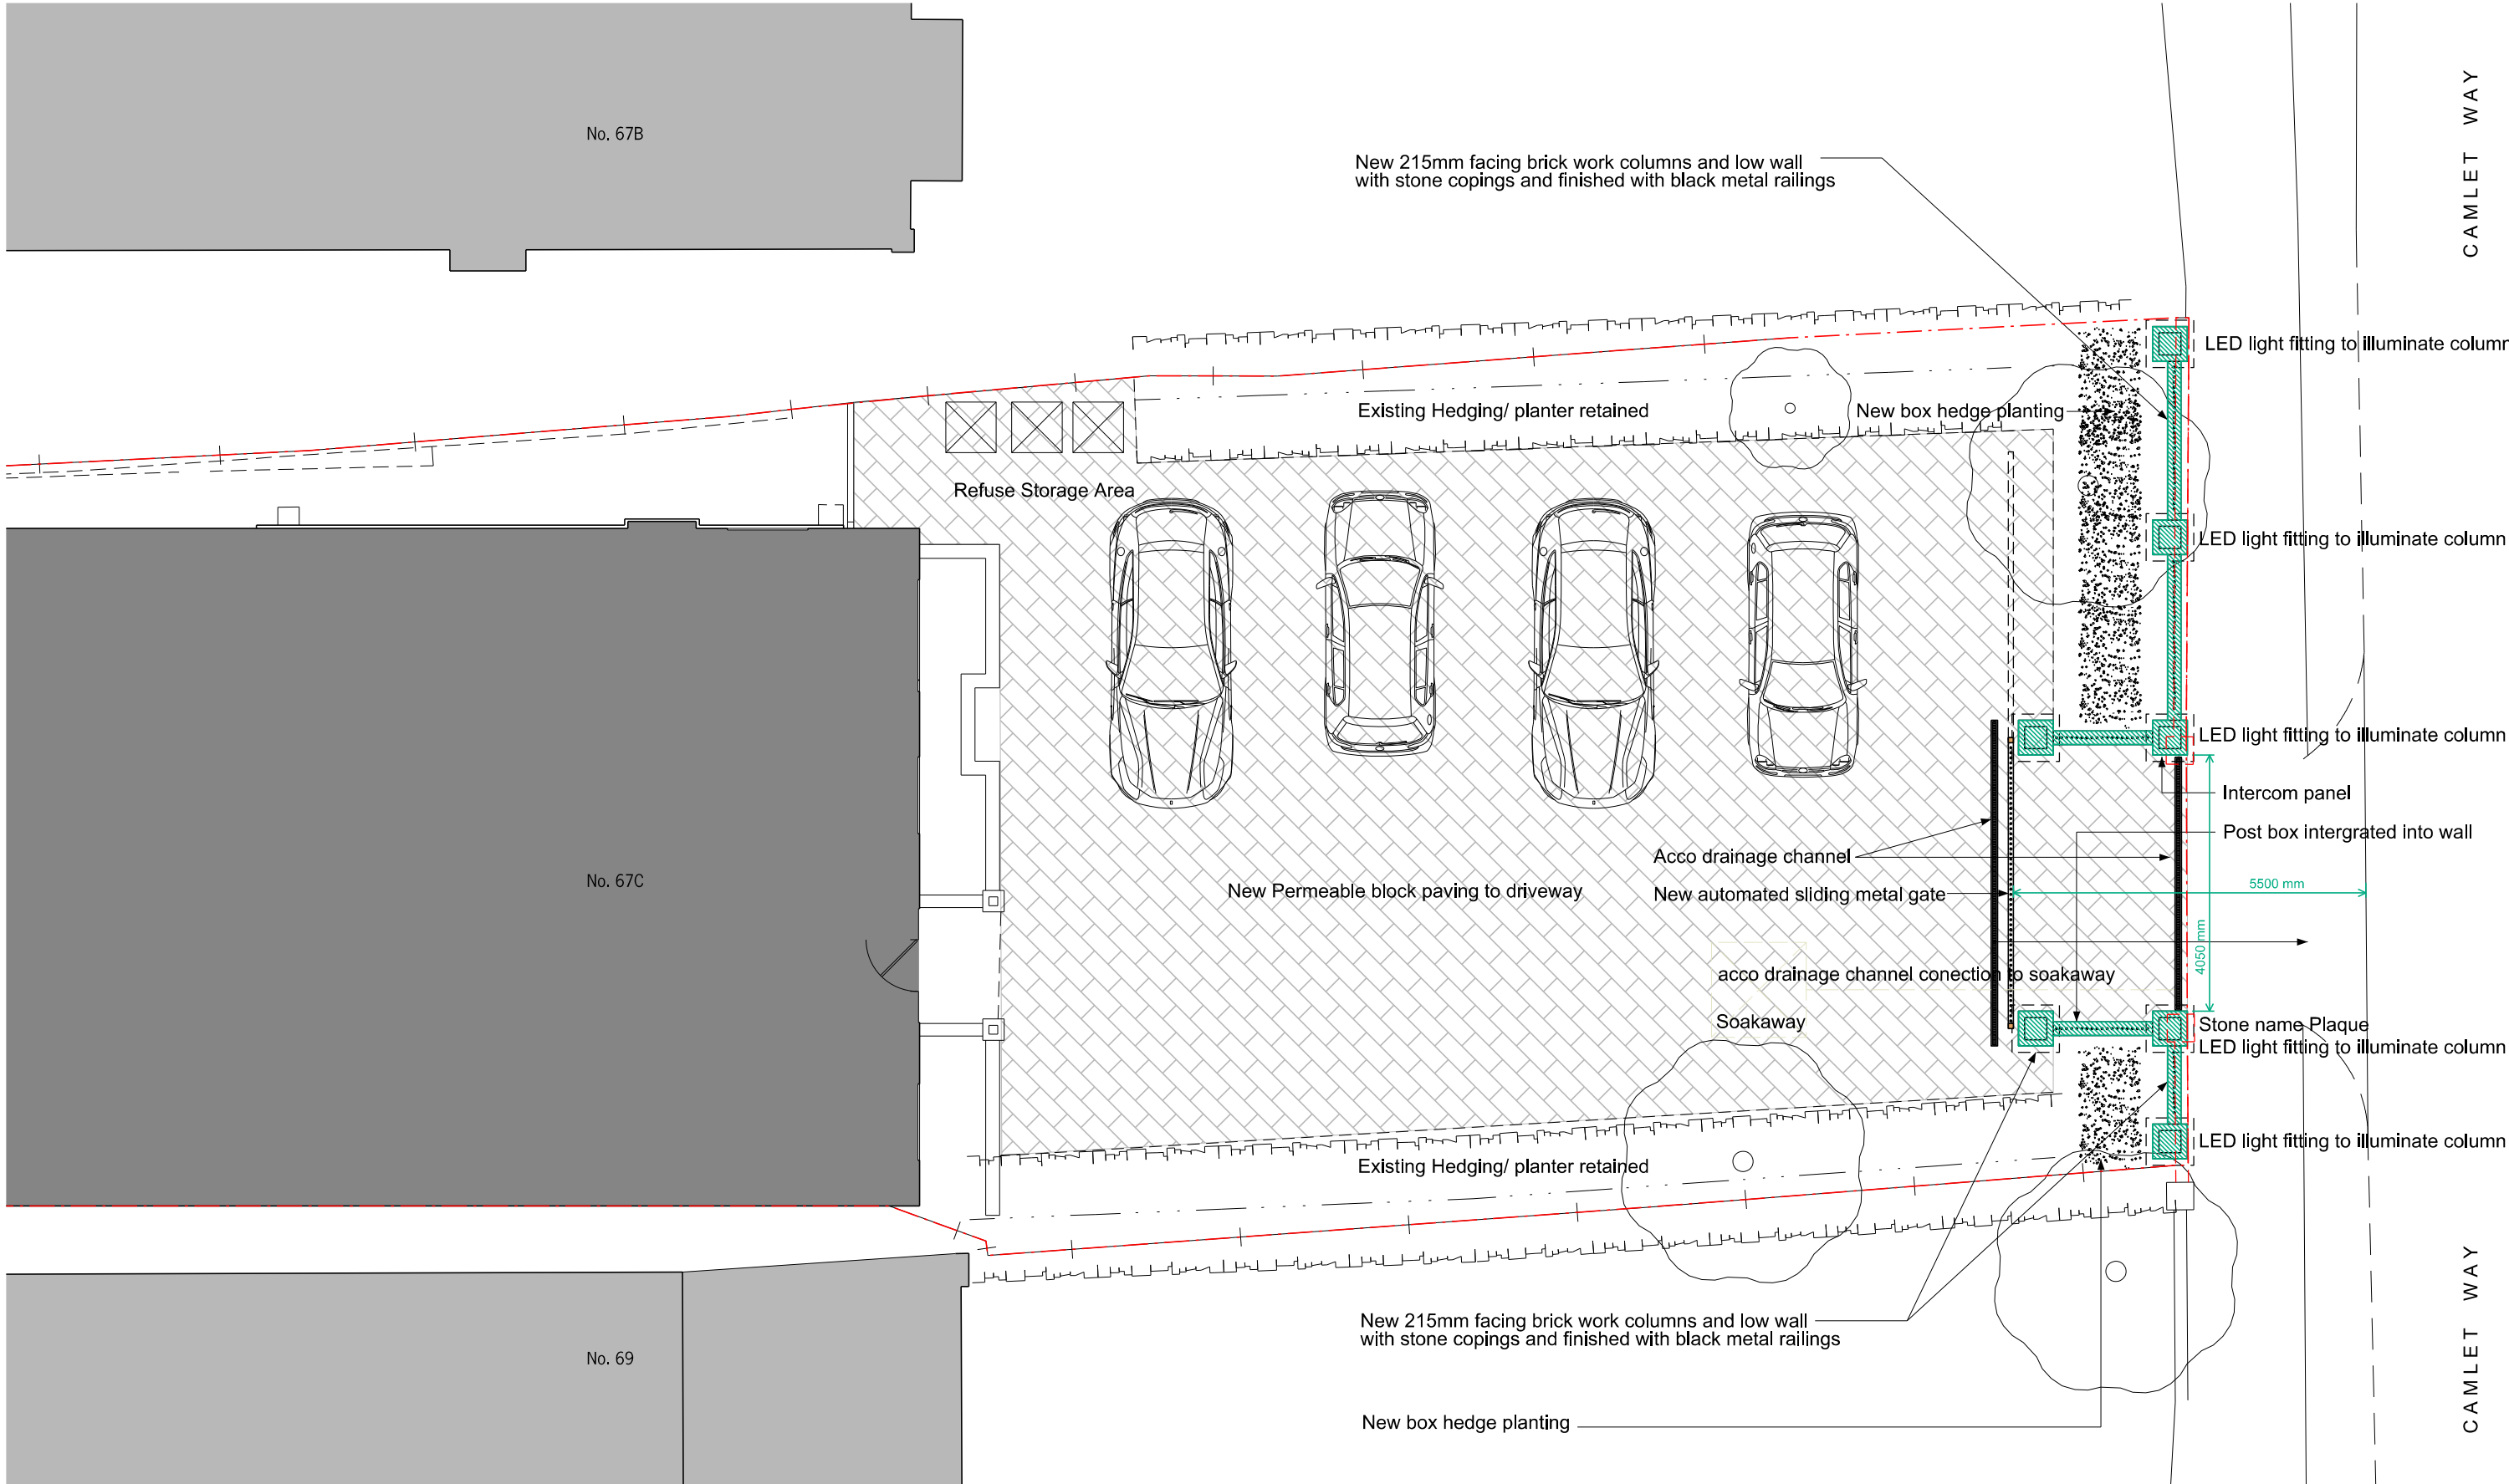 No. 67B
CAMLET WAY
New 215mm facing brick work columns and low wall
with stone copings and finished with black metal railings
LED light fitting to illuminate column
Existing Hedging/ planter retained
New box hedge planting
Refuse Storage Area
LED light fitting to illuminate column
LED light fitting to illuminate column
Intercom panel
Post box intergrated into wall
Acco drainage channel
No. 67C
New Permeable block paving to driveway
New automated sliding metal gate
5500 mm
4050 mm
acco drainage channel conection to soakaway
Soakaway
Stone name Plaque
LED light fitting to illuminate column
LED light fitting to illuminate column
Existing Hedging/ planter retained
New 215mm facing brick work columns and low wall
with stone copings and finished with black metal railings
No. 69
CAMLET WAY
New box hedge planting